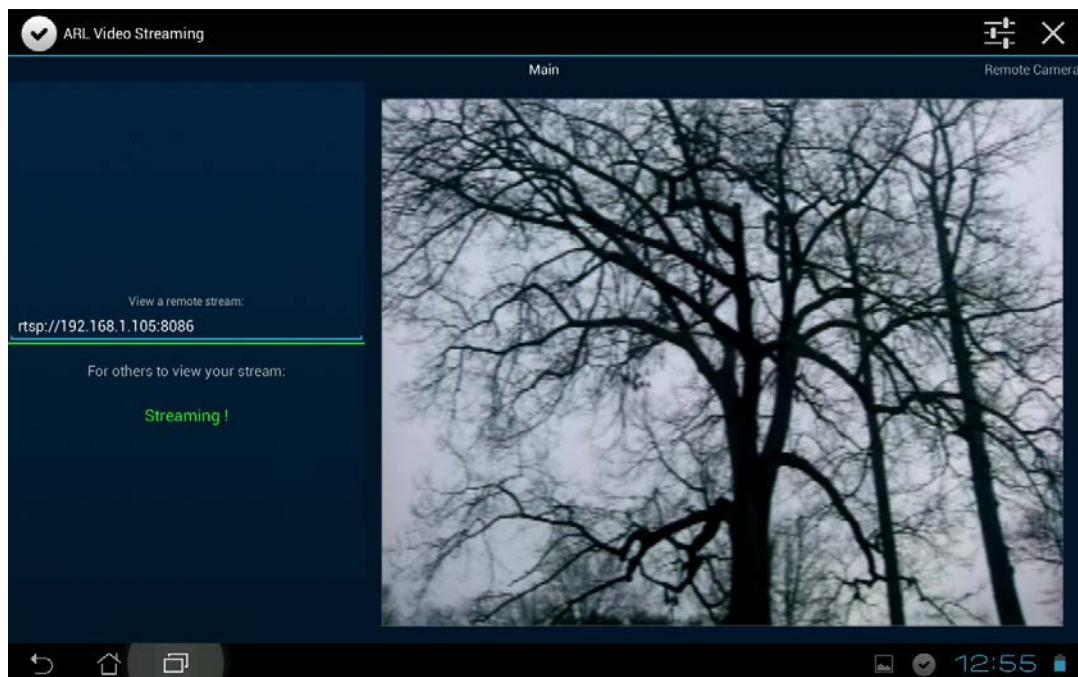 ARL Video Streaming
Main
Remote Camera
View a remote stream:
rtsp://192.168.1.105:8086
For others to view your stream:
Streaming !
12:55